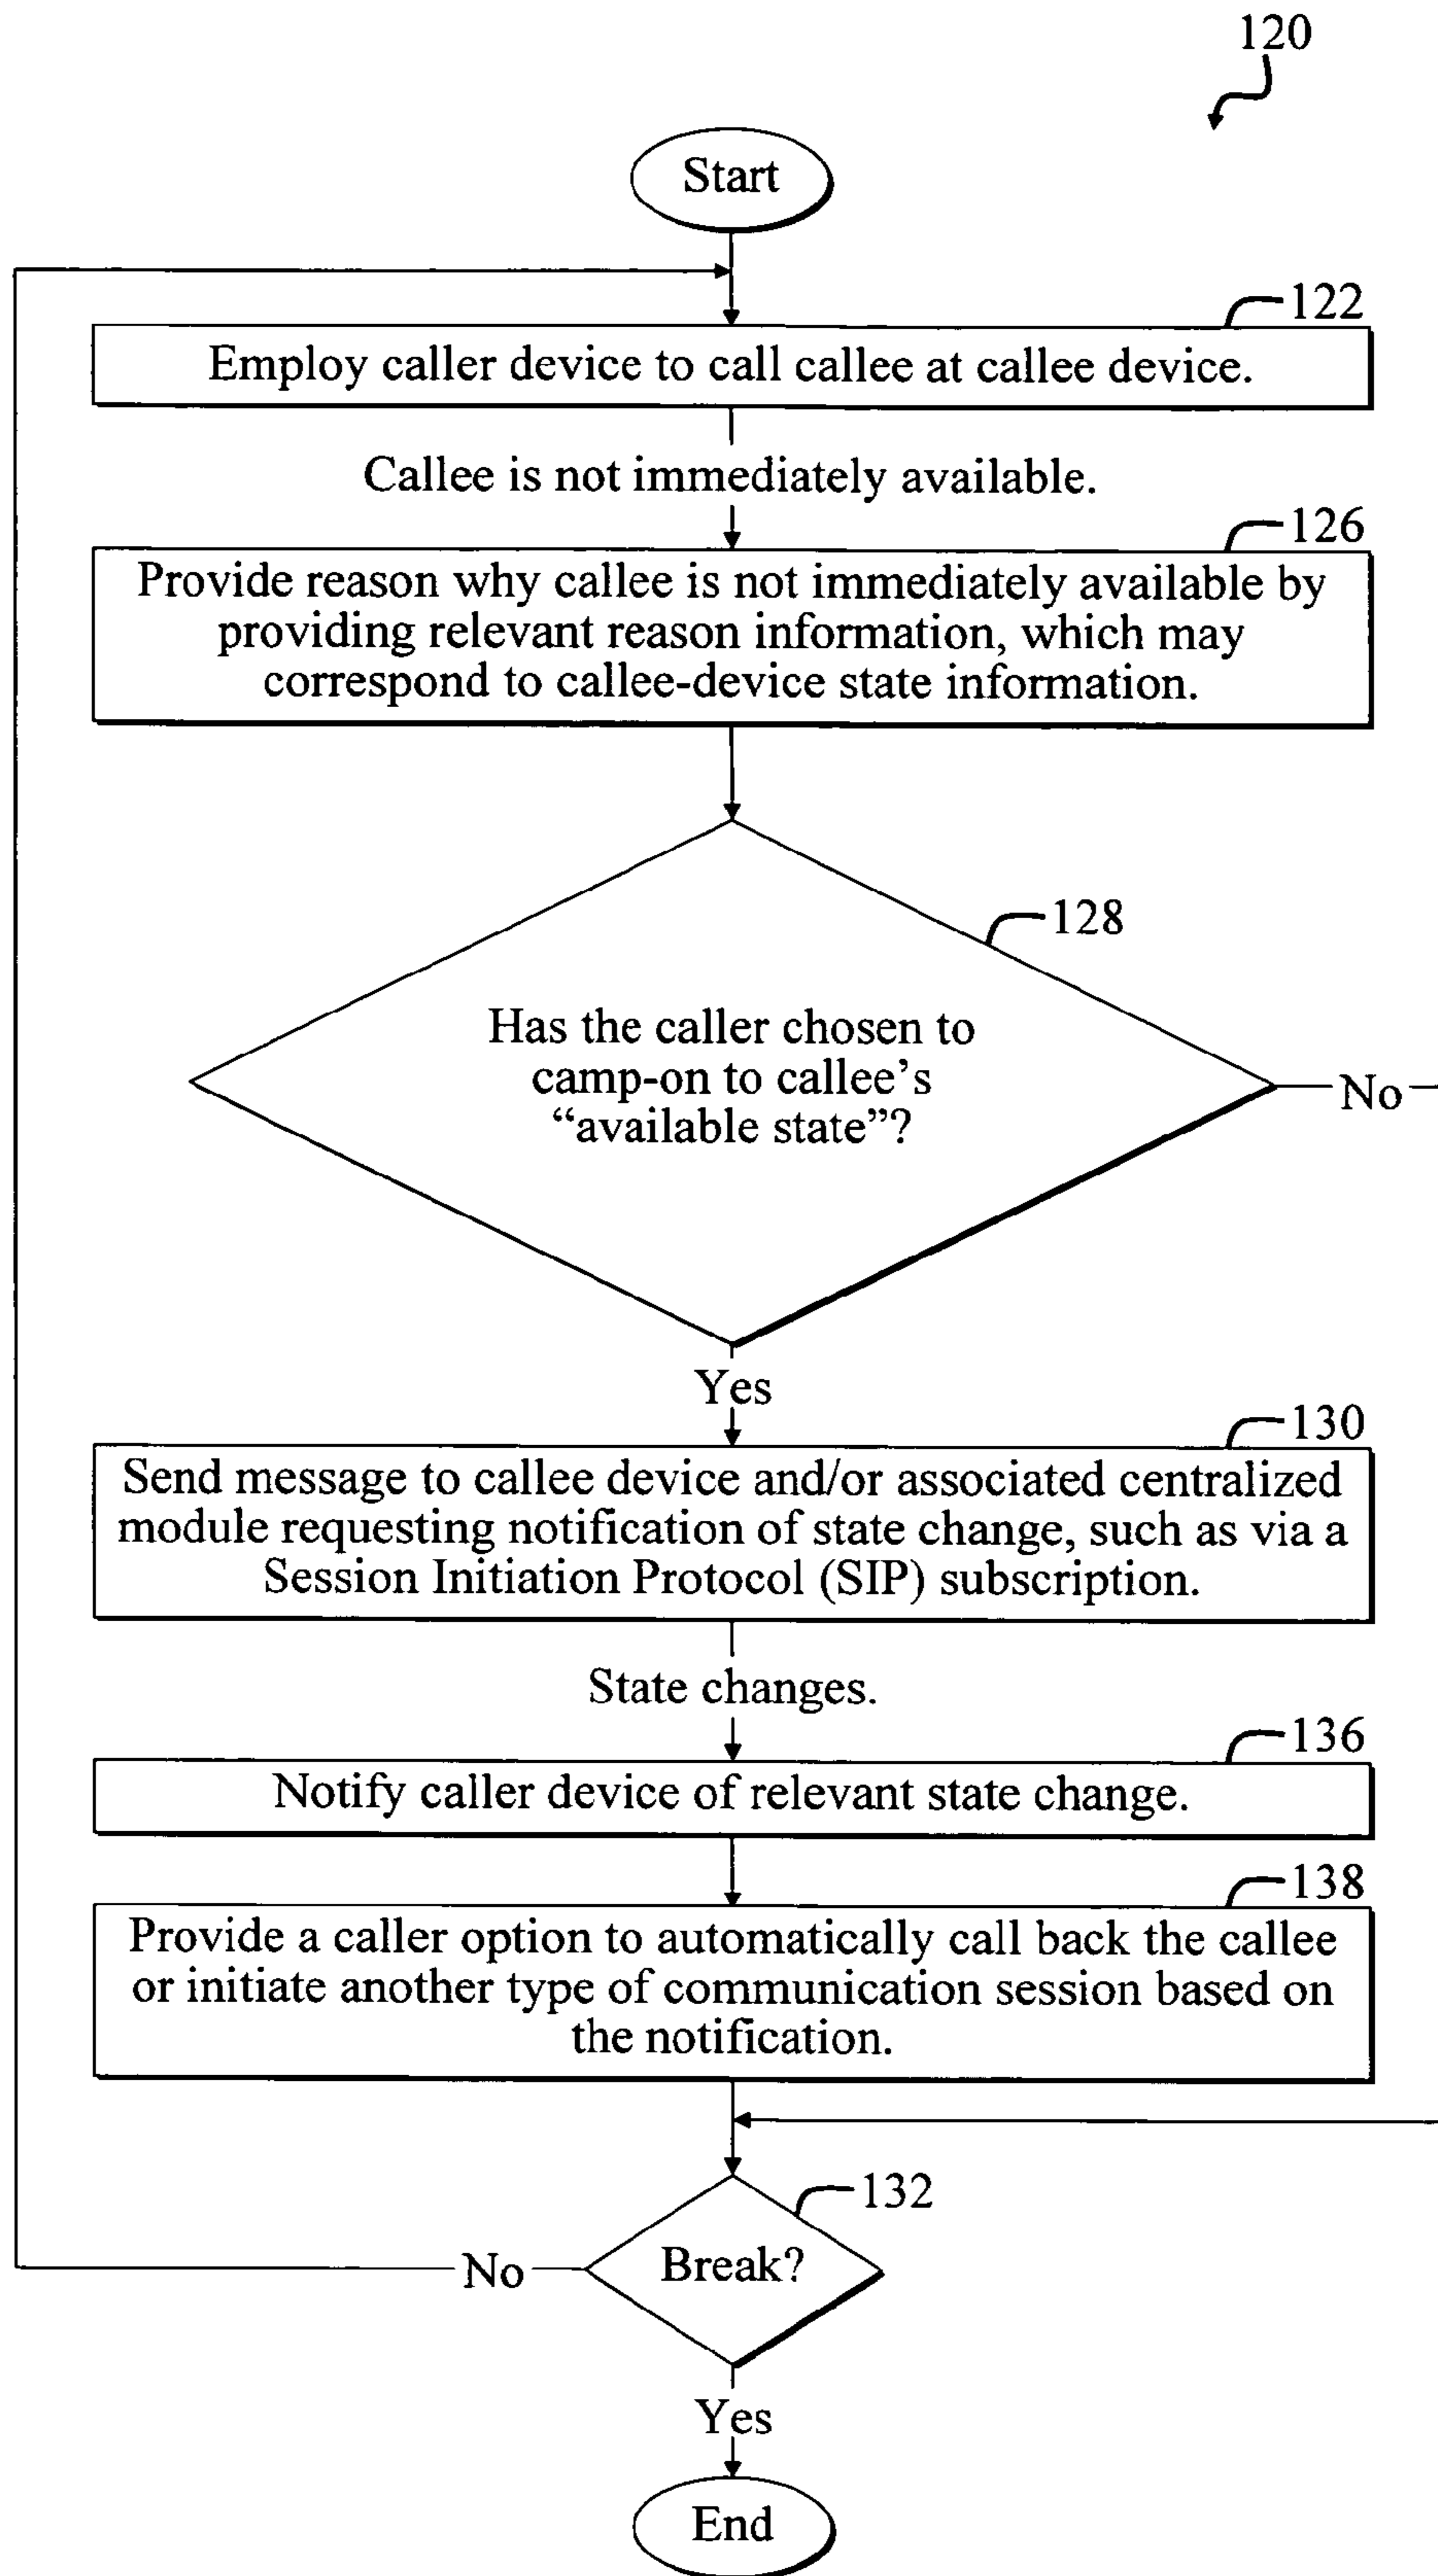 120
Start
122
Employ caller device to call callee at callee device.
Callee is not immediately available.
126
Provide reason why callee is not immediately available by
providing relevant reason information, which may
correspond to callee-device state information.
128
Has the caller chosen to
camp-on to callee’s
“available state”?
No
Yes
130
Send message to callee device and/or associated centralized
module requesting notification of state change, such as via a
Session Initiation Protocol (SIP) subscription.
State changes.
136
Notify caller device of relevant state change.
138
Provide a caller option to automatically call back the callee
or initiate another type of communication session based on
the notification.
132
Break?
No
Yes
End